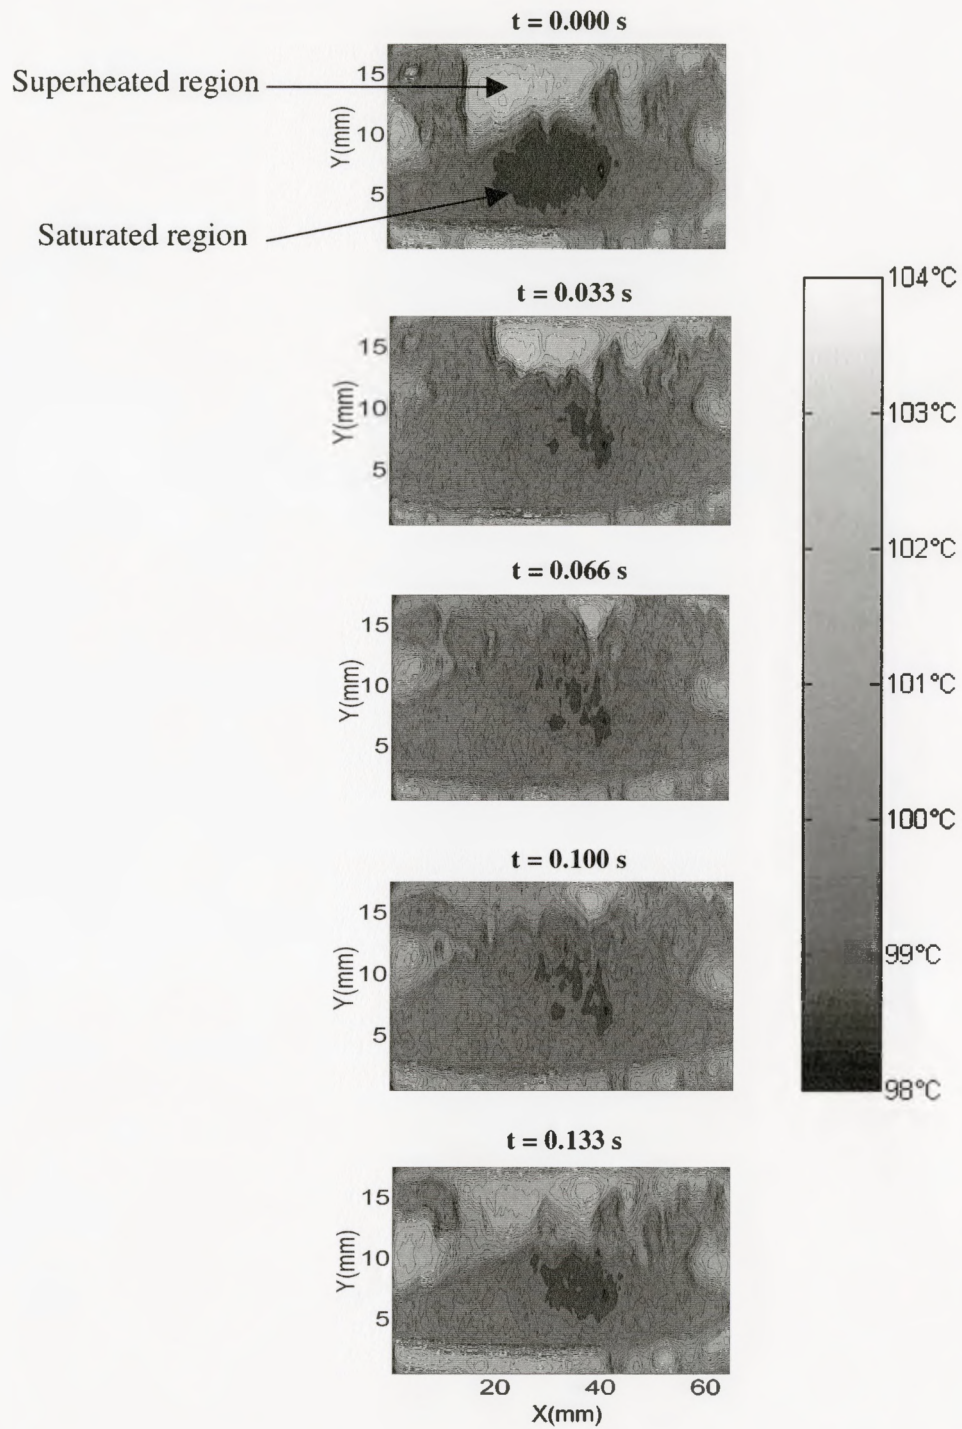 t = 0.000 s
Superheated region
Saturated region
15
10
5
Y(mm)
t = 0.033 s
15
10
5
Y(mm)
t = 0.066 s
15
10
5
Y(mm)
t = 0.100 s
15
10
5
Y(mm)
t = 0.133 s
15
10
5
Y(mm)
20 40 60
X(mm)
104°C
103°C
102°C
101°C
100°C
99°C
98°C